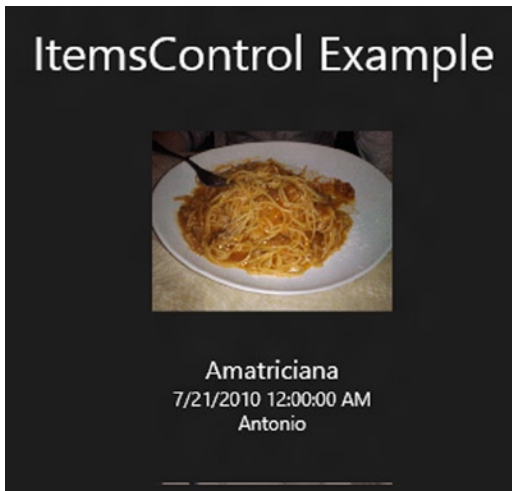 ItemsControl Example
Amatriciana
7/21/2010 12:00:00 AM
Antonio